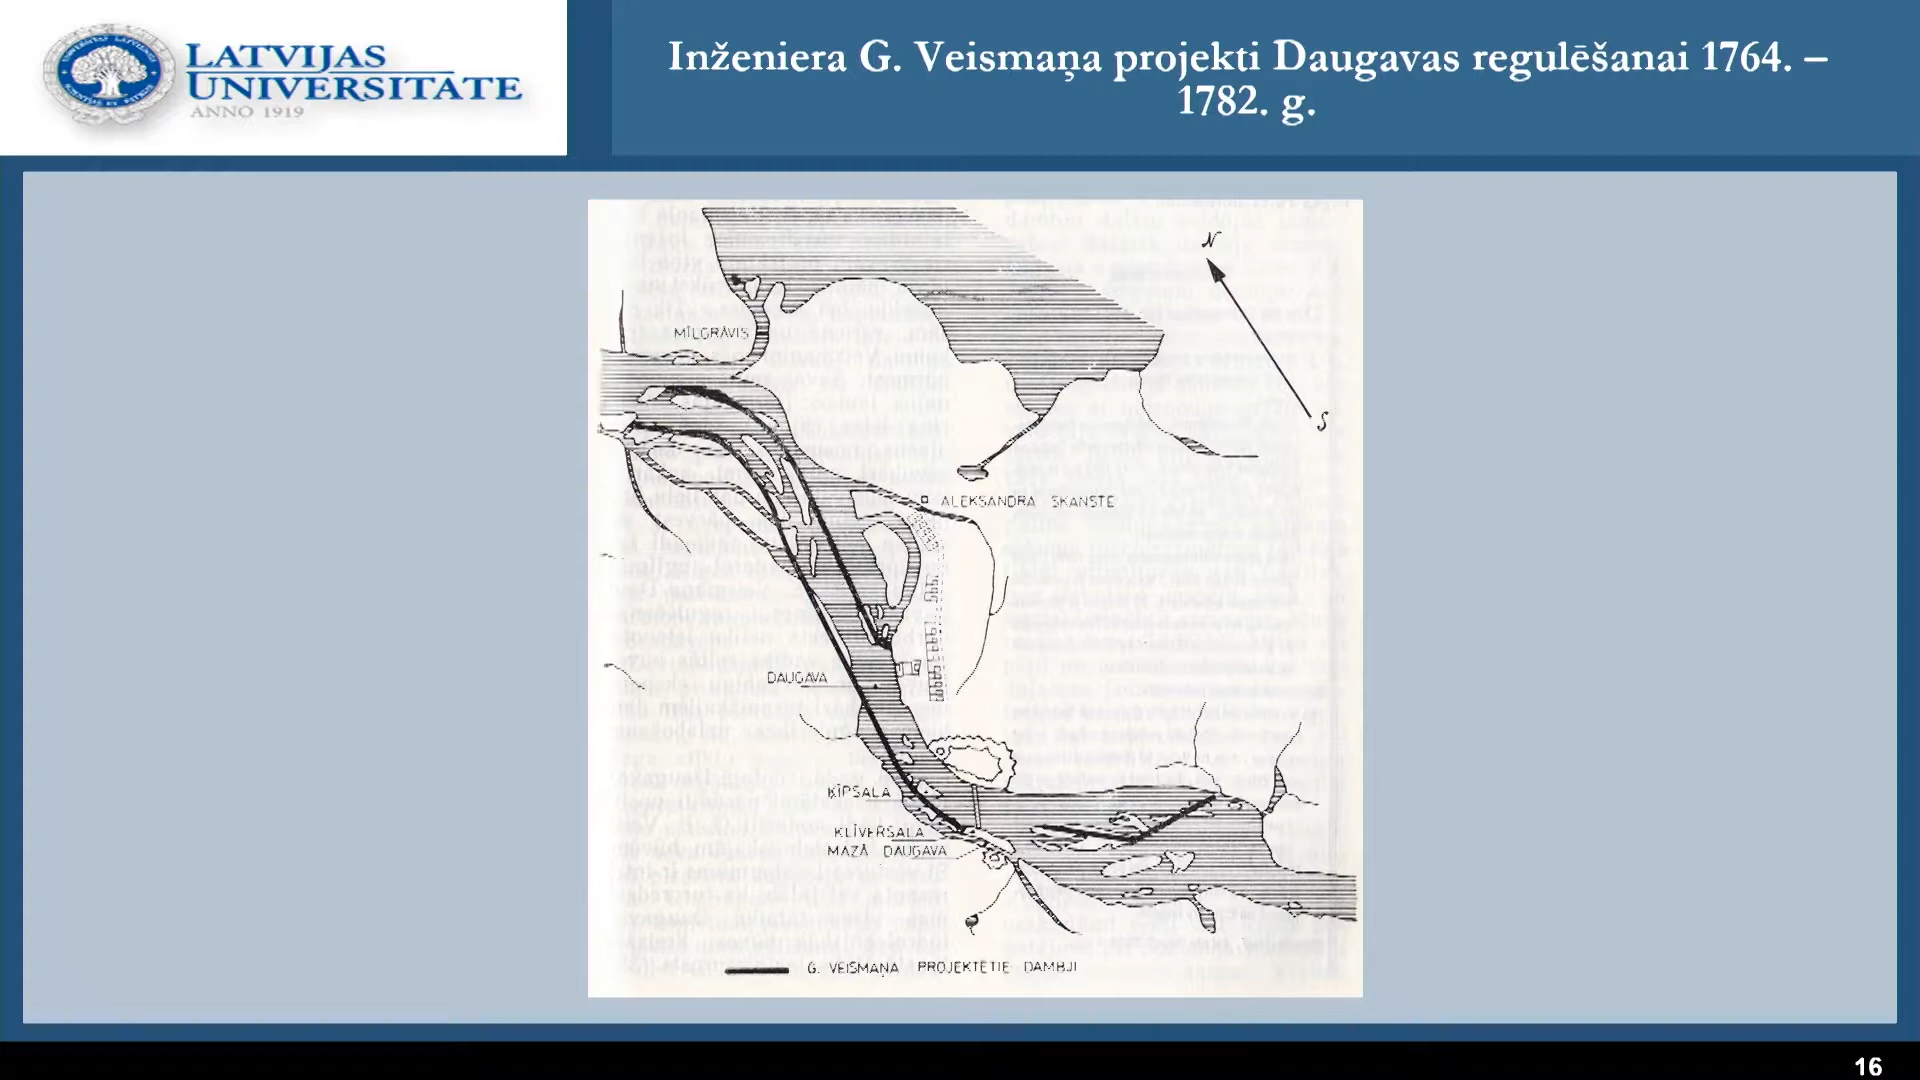 LATVIJAS
UNIVERSITĀTE
ANNO 1919
Inženiera G. Veismaņa projekti Daugavas regulēšanai 1764. –
1782. g.
N
MĪLGRĀVIS
S
ALEKSANDRA SKANSTE
DAUGAVA
ĶĪPSALA
KLĪVERSALA
MAZĀ DAUGAVA
G. VEISMAŅA PROJEKTĒTIE DAMBJI
16